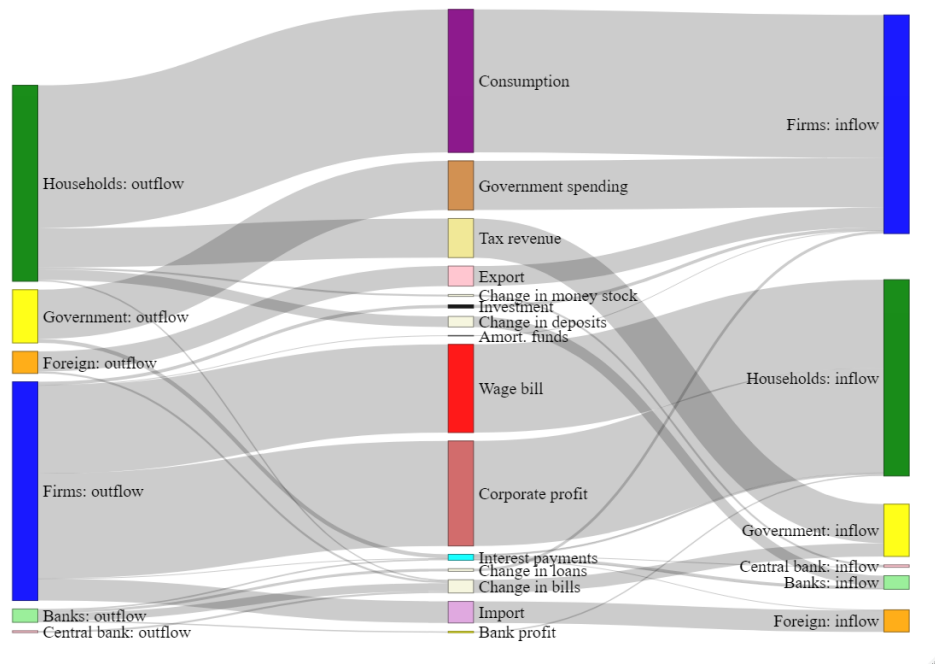 Households: outflow
Government: outflow
Foreign: outflow
Firms: outflow
Banks: outflow
Central bank: outflow
Consumption
Government spending
Tax revenue
Export
Change in money stock
Investment
Change in deposits
Amort. funds
Wage bill
Corporate profit
Interest payments
Change in loans
Change in bills
Import
Bank profit
Firms: inflow
Households: inflow
Government: inflow
Central bank: inflow
Banks: inflow
Foreign: inflow